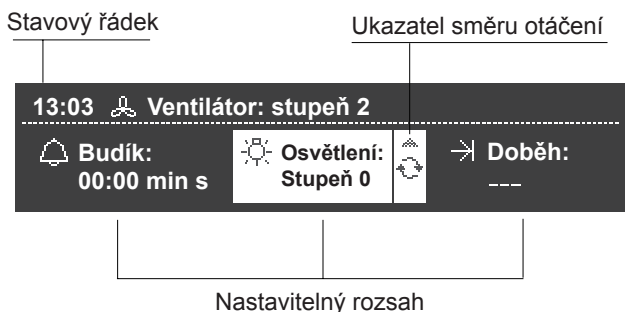 Stavový řádek
Ukazatel směru otáčení
13:03 Ventilátor: stupeň 2
Budík:
00:00 min s
Osvětlení:
Stupeň 0
Doběh:
---
Nastavitelný rozsah